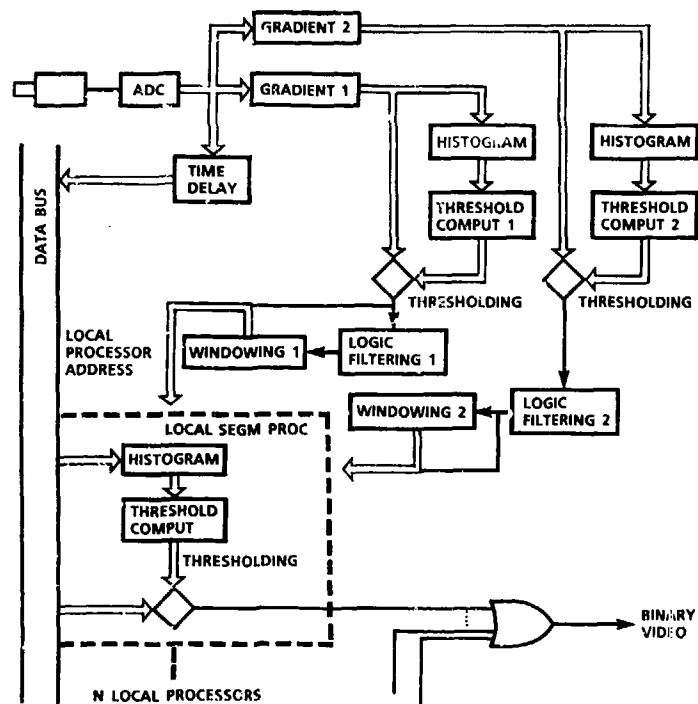 GRADIENT 2
ADC
GRADIENT 1
HISTOGRAM
HISTOGRAM
TIME
DELAY
THRESHOLD
COMPUT 1
THRESHOLD
COMPUT 2
DATA BUS
THRESHOLDING
THRESHOLDING
LOCAL
PROCESSOR
ADDRESS
WINDOWING 1
LOGIC
FILTERING 1
WINDOWING 2
LOGIC
FILTERING 2
LOCAL SEGM PROC
HISTOGRAM
THRESHOLD
COMPUT
THRESHOLDING
BINARY
VIDEO
N LOCAL PROCESSORS